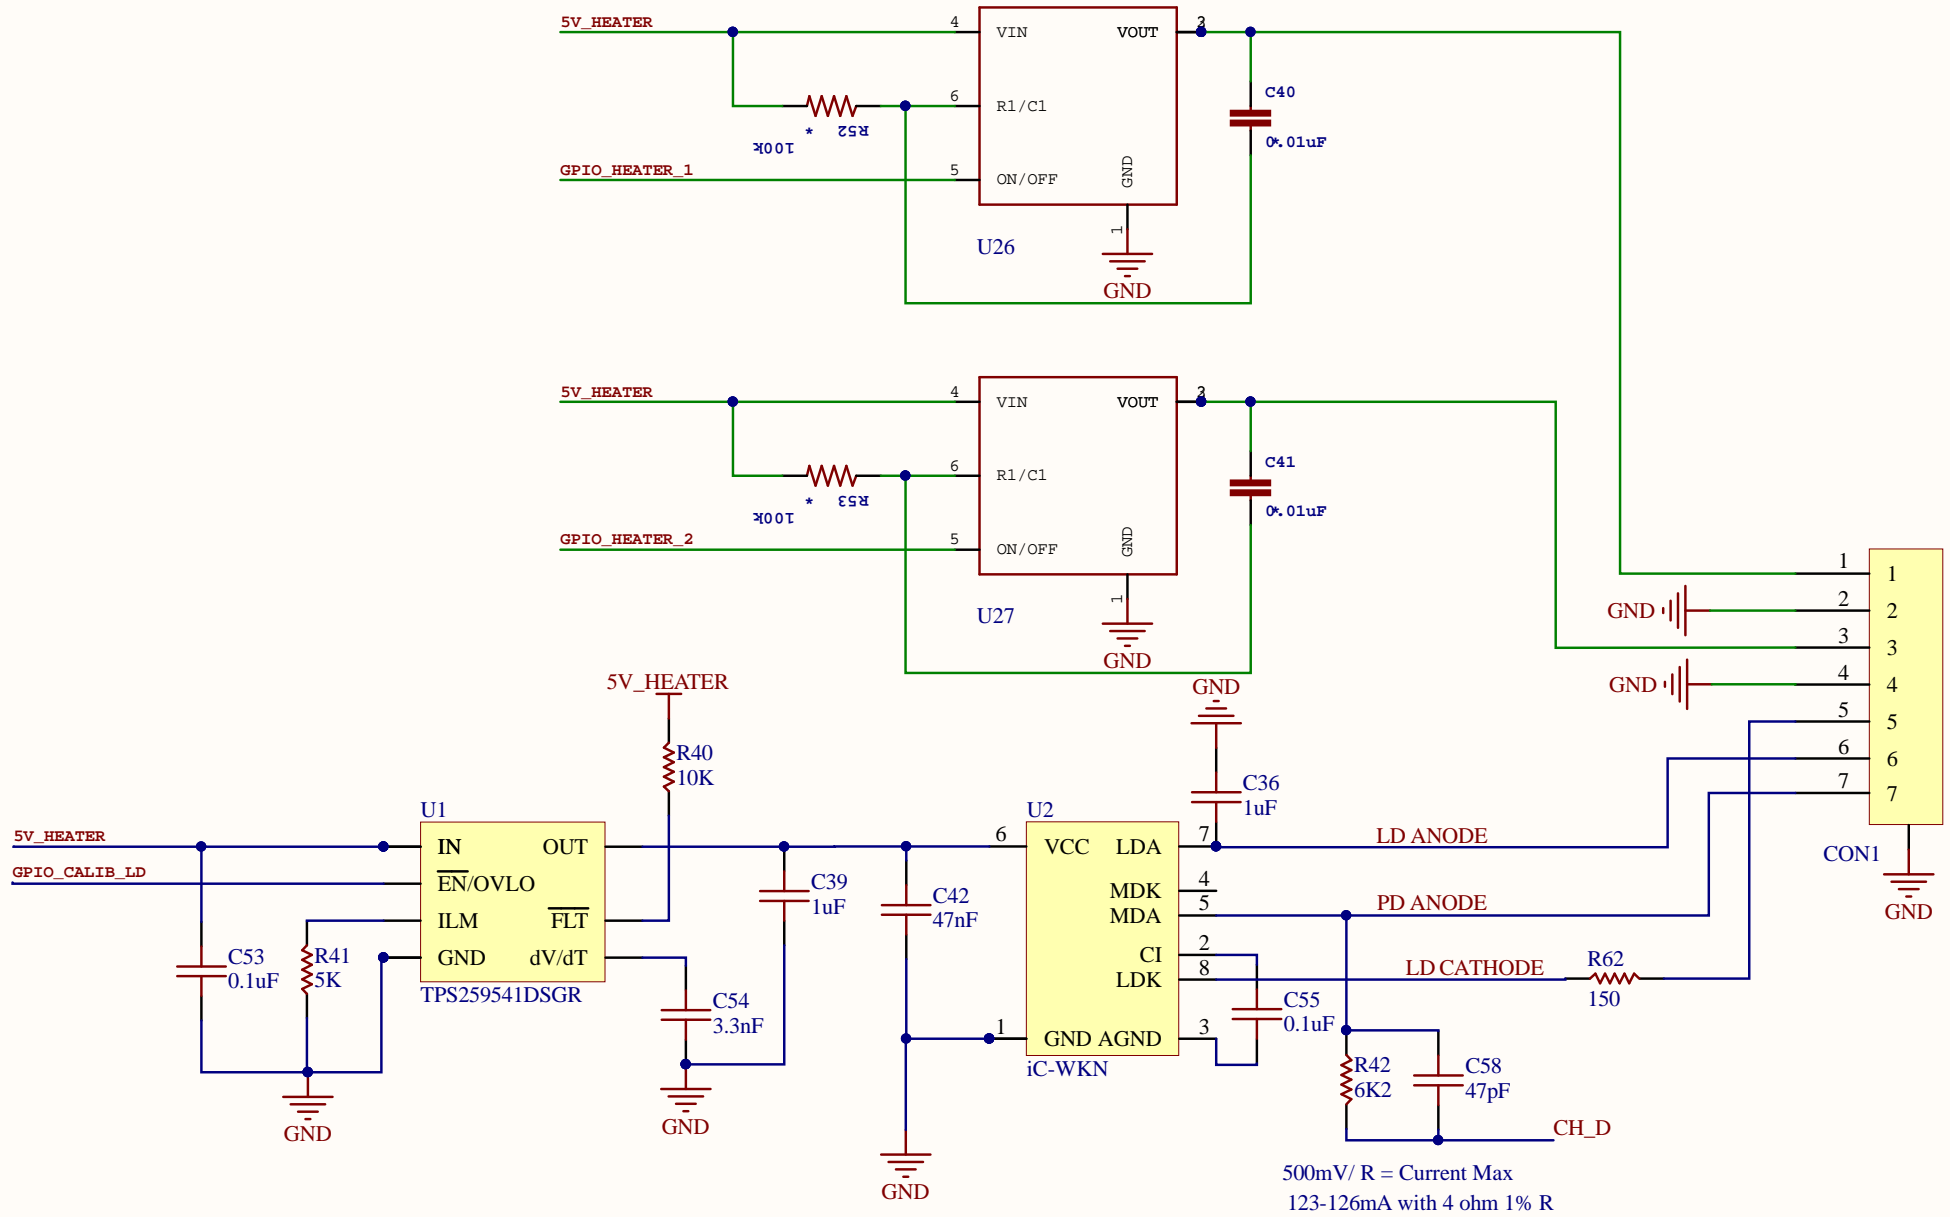 5V_HEATER
4
VIN
VOUT
3
C40
6
R1/C1
* R52
100k
0*.01uF
GPIO_HEATER_1
5
ON/OFF
GND
1
U26
GND
5V_HEATER
4
VIN
VOUT
3
C41
6
R1/C1
* R53
100k
0*.01uF
GPIO_HEATER_2
5
ON/OFF
GND
1
U27
GND
1 1
GND 2 2
3 3
GND 4 4
5 5
6 6
7 7
CON1
GND
5V_HEATER
R40
10K
U1
5V_HEATER
IN
OUT
GPIO_CALIB_LD
EN/OVLO
ILM
FLT
GND
dV/dT
TPS259541DSGR
C53
0.1uF
R41
5K
GND
C54
3.3nF
GND
C39
1uF
C42
47nF
GND
GND
C36
1uF
U2
6
VCC
LDA
7
LD ANODE
MDK
4
MDA
5
PD ANODE
CI
2
LDK
8
LD CATHODE
R62
150
1
GND AGND
3
iC-WKN
C55
0.1uF
R42
6K2
C58
47pF
CH_D
500mV/ R = Current Max
123-126mA with 4 ohm 1% R